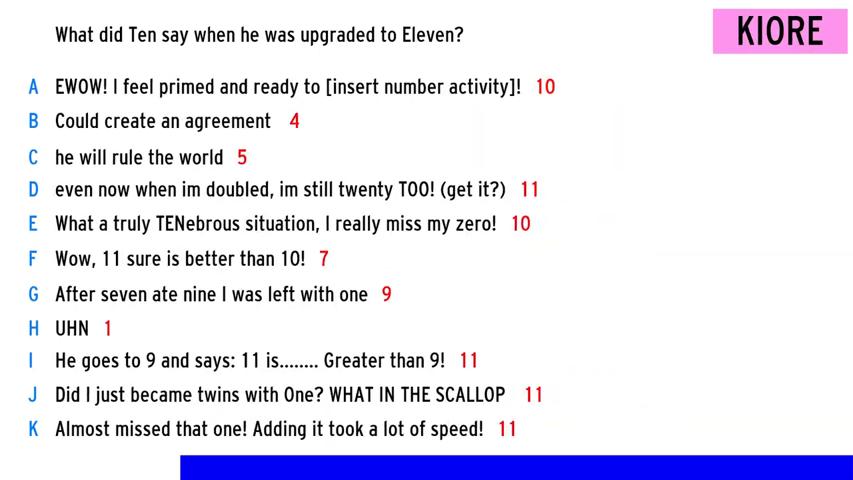 What did Ten say when he was upgraded to Eleven?
KIORE
A EWOW! I feel primed and ready to [insert number activity]! 10
B Could create an agreement 4
C he will rule the world 5
D even now when im doubled, im still twenty TOO! (get it?) 11
E What a truly TENebrous situation, I really miss my zero! 10
F Wow, 11 sure is better than 10! 7
G After seven ate nine I was left with one 9
H UHN 1
I He goes to 9 and says: 11 is........ Greater than 9! 11
J Did I just became twins with One? WHAT IN THE SCALLOP 11
K Almost missed that one! Adding it took a lot of speed! 11